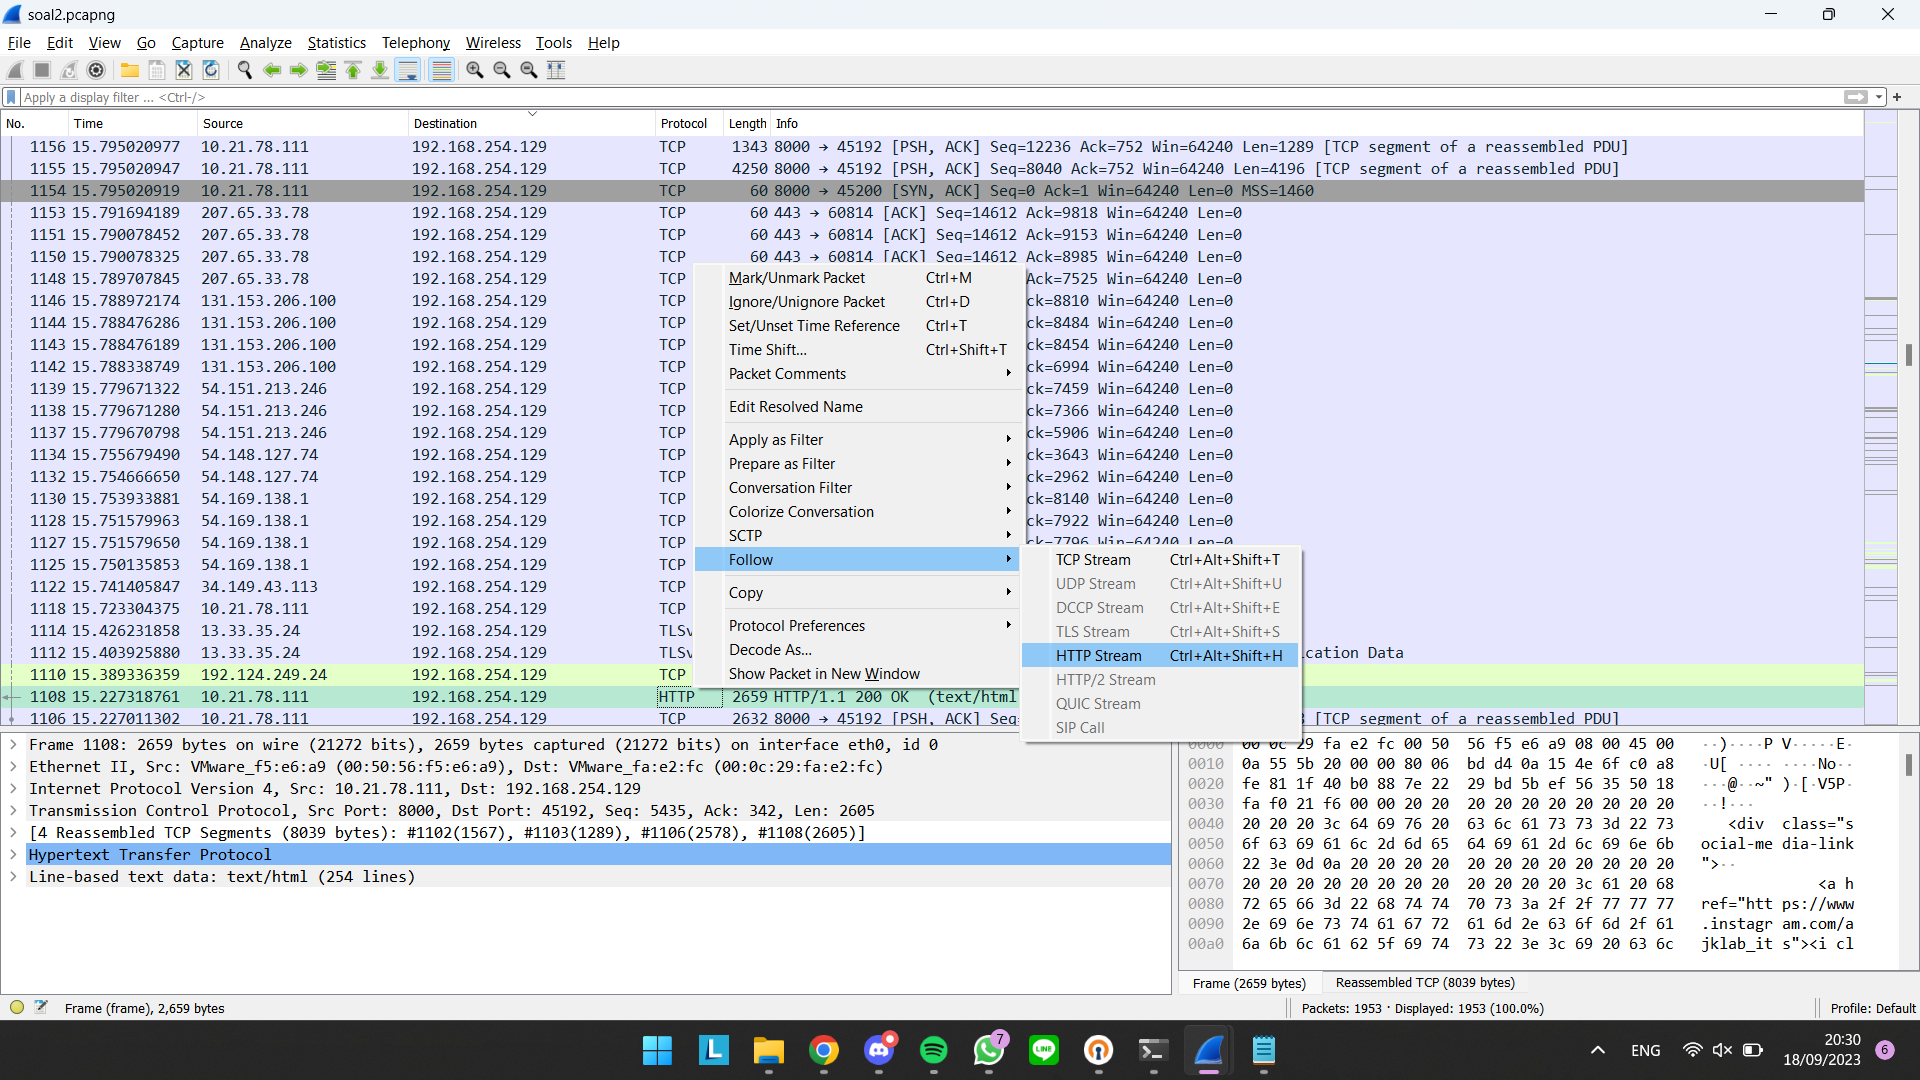 soal2.pcapng
File Edit View Go Capture Analyze Statistics Telephony Wireless Tools Help
Apply a display filter ... <Ctrl-/>
No. Time Source Destination Protocol Length Info
1156 15.795020977 10.21.78.111 192.168.254.129 TCP 1343 8000 → 45192 [PSH, ACK] Seq=12236 Ack=752 Win=64240 Len=1289 [TCP segment of a reassembled PDU]
1155 15.795020947 10.21.78.111 192.168.254.129 TCP 4250 8000 → 45192 [PSH, ACK] Seq=8040 Ack=752 Win=64240 Len=4196 [TCP segment of a reassembled PDU]
1154 15.795020919 10.21.78.111 192.168.254.129 TCP 60 8000 → 45200 [SYN, ACK] Seq=0 Ack=1 Win=64240 Len=0 MSS=1460
1153 15.791694189 207.65.33.78 192.168.254.129 TCP 60 443 → 60814 [ACK] Seq=14612 Ack=9818 Win=64240 Len=0
1151 15.790078452 207.65.33.78 192.168.254.129 TCP 60 443 → 60814 [ACK] Seq=14612 Ack=9153 Win=64240 Len=0
1150 15.790078325 207.65.33.78 192.168.254.129 TCP 60 443 → 60814 [ACK] Seq=14612 Ack=8985 Win=64240 Len=0
1148 15.789707845 207.65.33.78 192.168.254.129 TCP Ack=7525 Win=64240 Len=0
1146 15.788972174 131.153.206.100 192.168.254.129 TCP ck=8810 Win=64240 Len=0
1144 15.788476286 131.153.206.100 192.168.254.129 TCP ck=8484 Win=64240 Len=0
1143 15.788476189 131.153.206.100 192.168.254.129 TCP ck=8454 Win=64240 Len=0
1142 15.788338749 131.153.206.100 192.168.254.129 TCP ck=6994 Win=64240 Len=0
1139 15.779671322 54.151.213.246 192.168.254.129 TCP ck=7459 Win=64240 Len=0
1138 15.779671280 54.151.213.246 192.168.254.129 TCP ck=7366 Win=64240 Len=0
1137 15.779670798 54.151.213.246 192.168.254.129 TCP ck=5906 Win=64240 Len=0
1134 15.755679490 54.148.127.74 192.168.254.129 TCP ck=3643 Win=64240 Len=0
1132 15.754666650 54.148.127.74 192.168.254.129 TCP ck=2962 Win=64240 Len=0
1130 15.753933881 54.169.138.1 192.168.254.129 TCP ck=8140 Win=64240 Len=0
1128 15.751579963 54.169.138.1 192.168.254.129 TCP ck=7922 Win=64240 Len=0
1127 15.751579650 54.169.138.1 192.168.254.129 TCP ck=7796 Win=64240 Len=0
1125 15.750135853 54.169.138.1 192.168.254.129 TCP
1122 15.741405847 34.149.43.113 192.168.254.129 TCP
1118 15.723304375 10.21.78.111 192.168.254.129 TCP
1114 15.426231858 13.33.35.24 192.168.254.129 TLSv
1112 15.403925880 13.33.35.24 192.168.254.129 TLSv cation Data
1110 15.389336359 192.124.249.24 192.168.254.129 TCP
1108 15.227318761 10.21.78.111 192.168.254.129 HTTP 2659 HTTP/1.1 200 OK (text/html
1106 15.227011302 10.21.78.111 192.168.254.129 TCP 2632 8000 → 45192 [PSH, ACK] Seq [TCP segment of a reassembled PDU]
Mark/Unmark Packet Ctrl+M
Ignore/Unignore Packet Ctrl+D
Set/Unset Time Reference Ctrl+T
Time Shift... Ctrl+Shift+T
Packet Comments
Edit Resolved Name
Apply as Filter
Prepare as Filter
Conversation Filter
Colorize Conversation
SCTP
Follow
Copy
Protocol Preferences
Decode As...
Show Packet in New Window
TCP Stream Ctrl+Alt+Shift+T
UDP Stream Ctrl+Alt+Shift+U
DCCP Stream Ctrl+Alt+Shift+E
TLS Stream Ctrl+Alt+Shift+S
HTTP Stream Ctrl+Alt+Shift+H
HTTP/2 Stream
QUIC Stream
SIP Call
Frame 1108: 2659 bytes on wire (21272 bits), 2659 bytes captured (21272 bits) on interface eth0, id 0
Ethernet II, Src: VMware_f5:e6:a9 (00:50:56:f5:e6:a9), Dst: VMware_fa:e2:fc (00:0c:29:fa:e2:fc)
Internet Protocol Version 4, Src: 10.21.78.111, Dst: 192.168.254.129
Transmission Control Protocol, Src Port: 8000, Dst Port: 45192, Seq: 5435, Ack: 342, Len: 2605
[4 Reassembled TCP Segments (8039 bytes): #1102(1567), #1103(1289), #1106(2578), #1108(2605)]
Hypertext Transfer Protocol
Line-based text data: text/html (254 lines)
0000 00 0c 29 fa e2 fc 00 50 56 f5 e6 a9 08 00 45 00 ··)····P V·····E·
0010 0a 55 5b 20 00 00 80 06 bd d4 0a 15 4e 6f c0 a8 ·U[ ···· ····No··
0020 fe 81 1f 40 b0 88 7e 22 29 bd 5b ef 56 35 50 18 ···@··~" )·[·V5P·
0030 fa f0 21 f6 00 00 20 20 20 20 20 20 20 20 20 20 ··!···
0040 20 20 20 3c 64 69 76 20 63 6c 61 73 73 3d 22 73 <div class="s
0050 6f 63 69 61 6c 2d 6d 65 64 69 61 2d 6c 69 6e 6b ocial-me dia-link
0060 22 3e 0d 0a 20 20 20 20 20 20 20 20 20 20 20 20 ">··
0070 20 20 20 20 20 20 20 20 20 20 20 20 3c 61 20 68 <a h
0080 72 65 66 3d 22 68 74 74 70 73 3a 2f 2f 77 77 77 ref="htt ps://www
0090 2e 69 6e 73 74 61 67 72 61 6d 2e 63 6f 6d 2f 61 .instagr am.com/a
00a0 6a 6b 6c 61 62 5f 69 74 73 22 3e 3c 69 20 63 6c jklab_it s"><i cl
Frame (2659 bytes) Reassembled TCP (8039 bytes)
Frame (frame), 2,659 bytes Packets: 1953 · Displayed: 1953 (100.0%) Profile: Default
7
LINE
ENG
20:30
18/09/2023
6